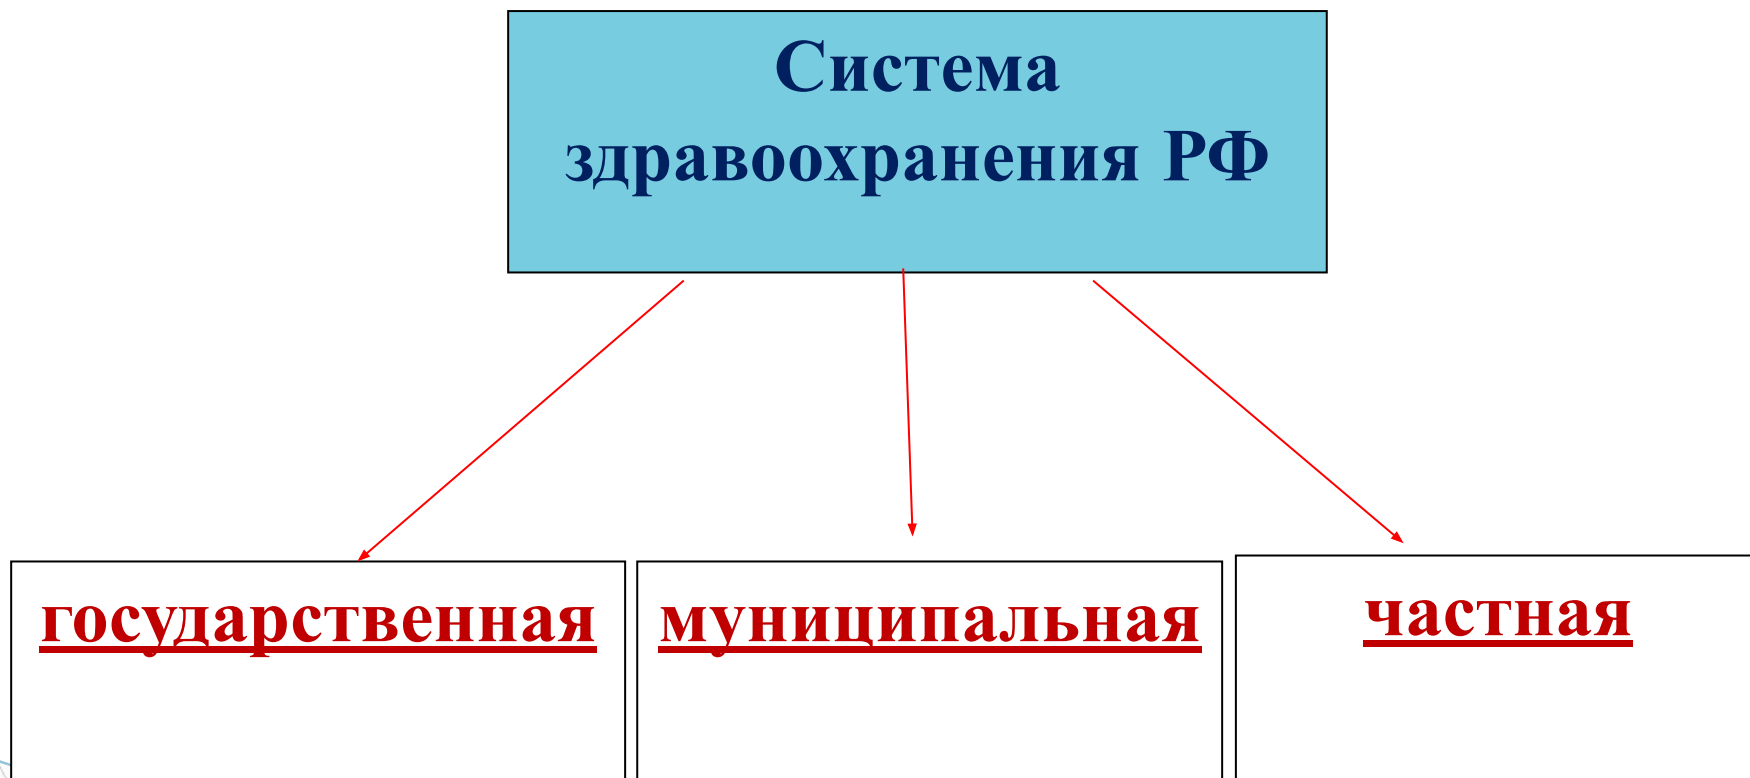 Система
здравоохранения РФ
государственная
муниципальная
частная